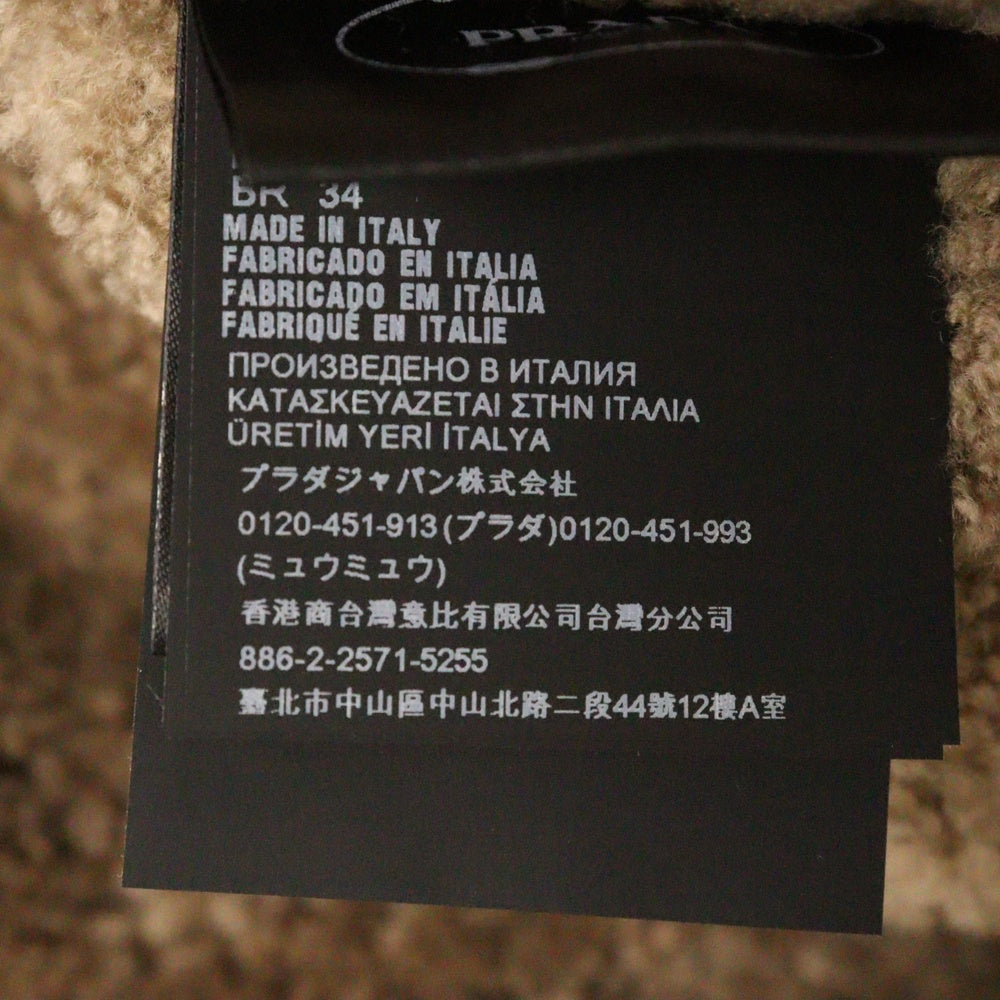 PRADA
BR 34
MADE IN ITALY
FABRICADO EN ITALIA
FABRICADO EM ITÁLIA
FABRIQUÉ EN ITALIE
ПРОИЗВЕДЕНО В ИТАЛИЯ
ΚΑΤΑΣΚΕΥΑΖΕΤΑΙ ΣΤΗΝ ΙΤΑΛΙΑ
ÜRETİM YERİ İTALYA
プラダジャパン株式会社
0120-451-913(プラダ)0120-451-993
(ミュウミュウ)
香港商台灣意比有限公司台灣分公司
886-2-2571-5255
臺北市中山區中山北路二段44號12樓A室